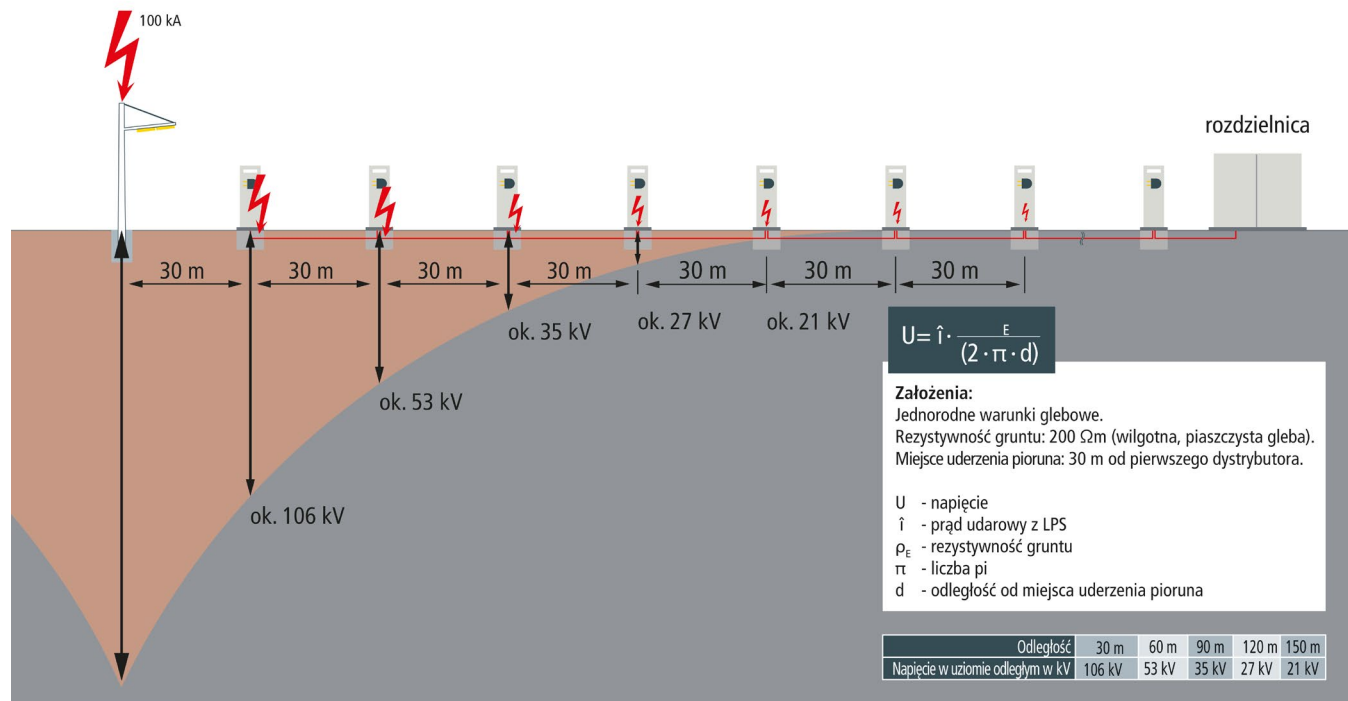 100 kA
rozdzielnica
30 m 30 m 30 m 30 m 30 m 30 m 30 m
ok. 106 kV
ok. 53 kV
ok. 35 kV
ok. 27 kV
ok. 21 kV
U= î · E / (2 · π · d)
Założenia:
Jednorodne warunki glebowe.
Rezystywność gruntu: 200 Ωm (wilgotna, piaszczysta gleba).
Miejsce uderzenia pioruna: 30 m od pierwszego dystrybutora.
U - napięcie
î - prąd udarowy z LPS
ρE - rezystywność gruntu
π - liczba pi
d - odległość od miejsca uderzenia pioruna
Odległość 30 m 60 m 90 m 120 m 150 m
Napięcie w uziomie odległym w kV 106 kV 53 kV 35 kV 27 kV 21 kV